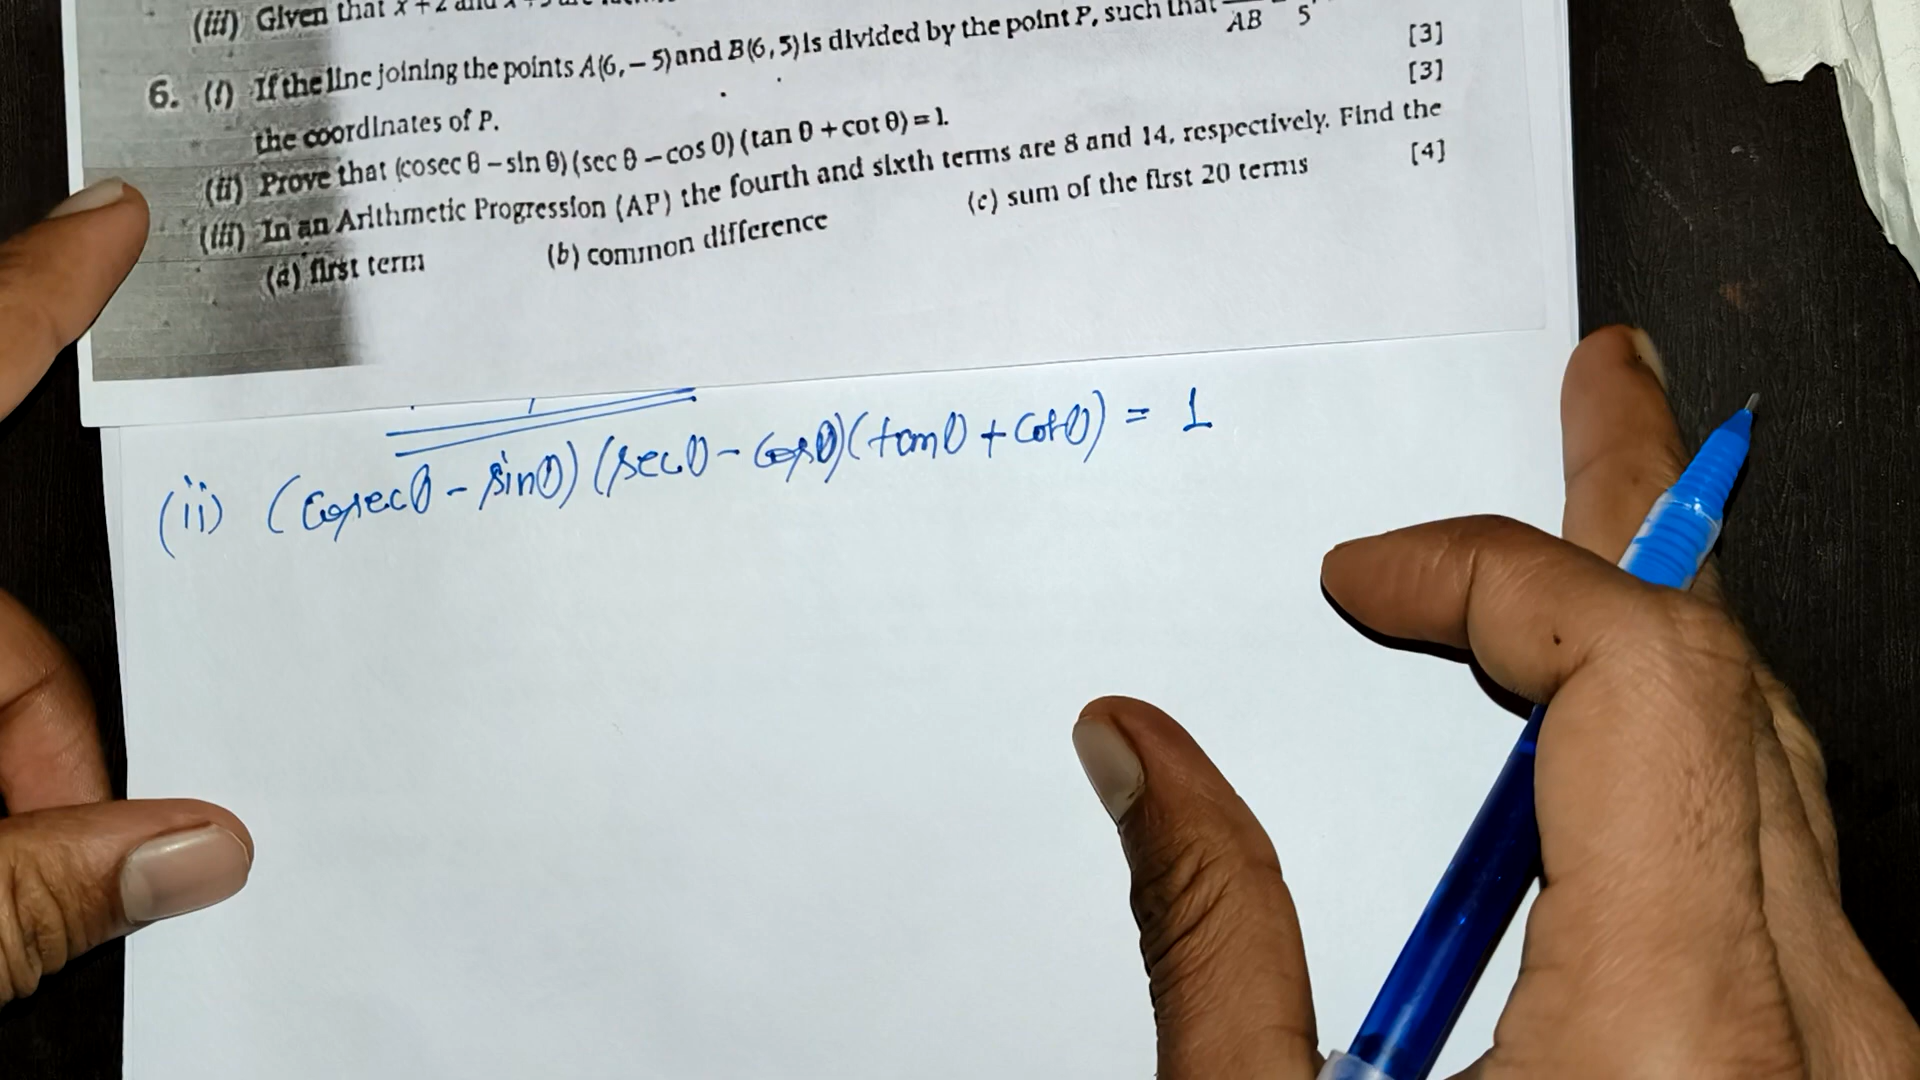 (iii) Given that x + 2 and x + 3 are
6. (i) If the line joining the points A(6, – 5) and B(6, 5) is divided by the point P, such that AB 5
the coordinates of P. [3]
(ii) Prove that (cosec θ – sin θ) (sec θ – cos θ) (tan θ + cot θ) = 1. [3]
(iii) In an Arithmetic Progression (AP) the fourth and sixth terms are 8 and 14, respectively. Find the
(a) first term (b) common difference (c) sum of the first 20 terms [4]
(ii) (cosecθ - sinθ) (secθ - cosθ) (tanθ + cotθ) = 1